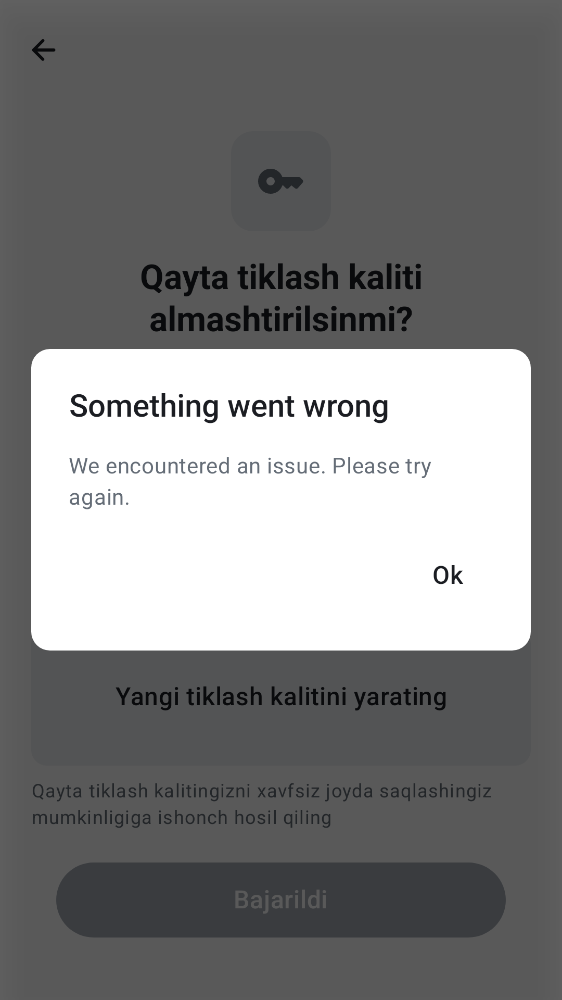 Qayta tiklash kaliti
almashtirilsinmi?
Something went wrong
We encountered an issue. Please try
again.
Ok
Yangi tiklash kalitini yarating
Qayta tiklash kalitingizni xavfsiz joyda saqlashingiz
mumkinligiga ishonch hosil qiling
Bajarildi